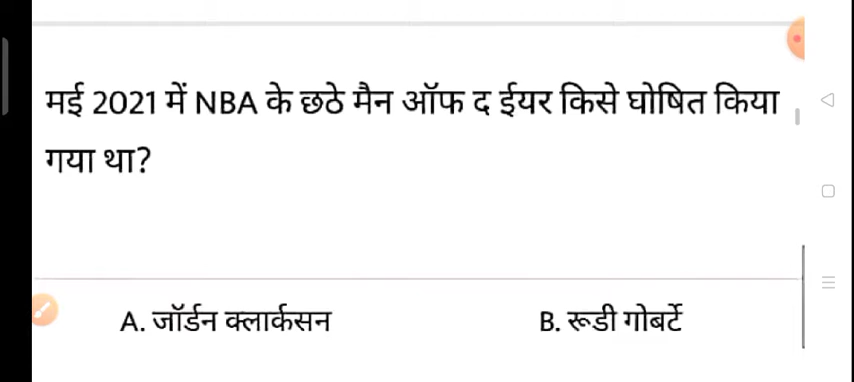 मई 2021 में NBA के छठे मैन ऑफ द ईयर किसे घोषित किया
गया था?
A. जॉर्डन क्लार्कसन B. रूडी गोबर्टे